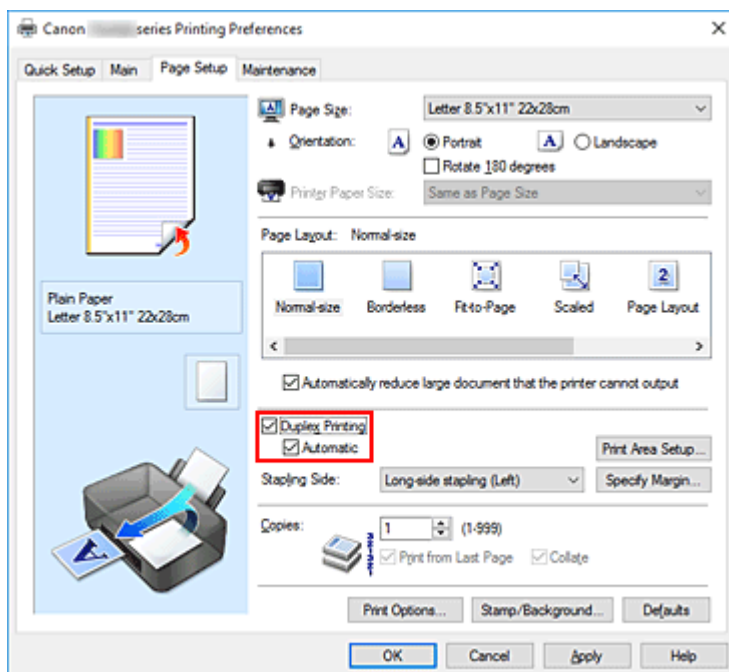 Canon series Printing Preferences
Quick Setup Main Page Setup Maintenance
Page Size: Letter 8.5"x11" 22x28cm
Orientation: A Portrait A Landscape
Rotate 180 degrees
Printer Paper Size: Same as Page Size
Page Layout: Normal-size
2
Normal-size Borderless Fit-to-Page Scaled Page Layout
Plain Paper
Letter 8.5"x11" 22x28cm
Automatically reduce large document that the printer cannot output
Duplex Printing
Automatic
Print Area Setup...
Stapling Side: Long-side stapling (Left) Specify Margin...
Copies: 1 (1-999)
Print from Last Page Collate
A
Print Options... Stamp/Background... Defaults
OK Cancel Apply Help